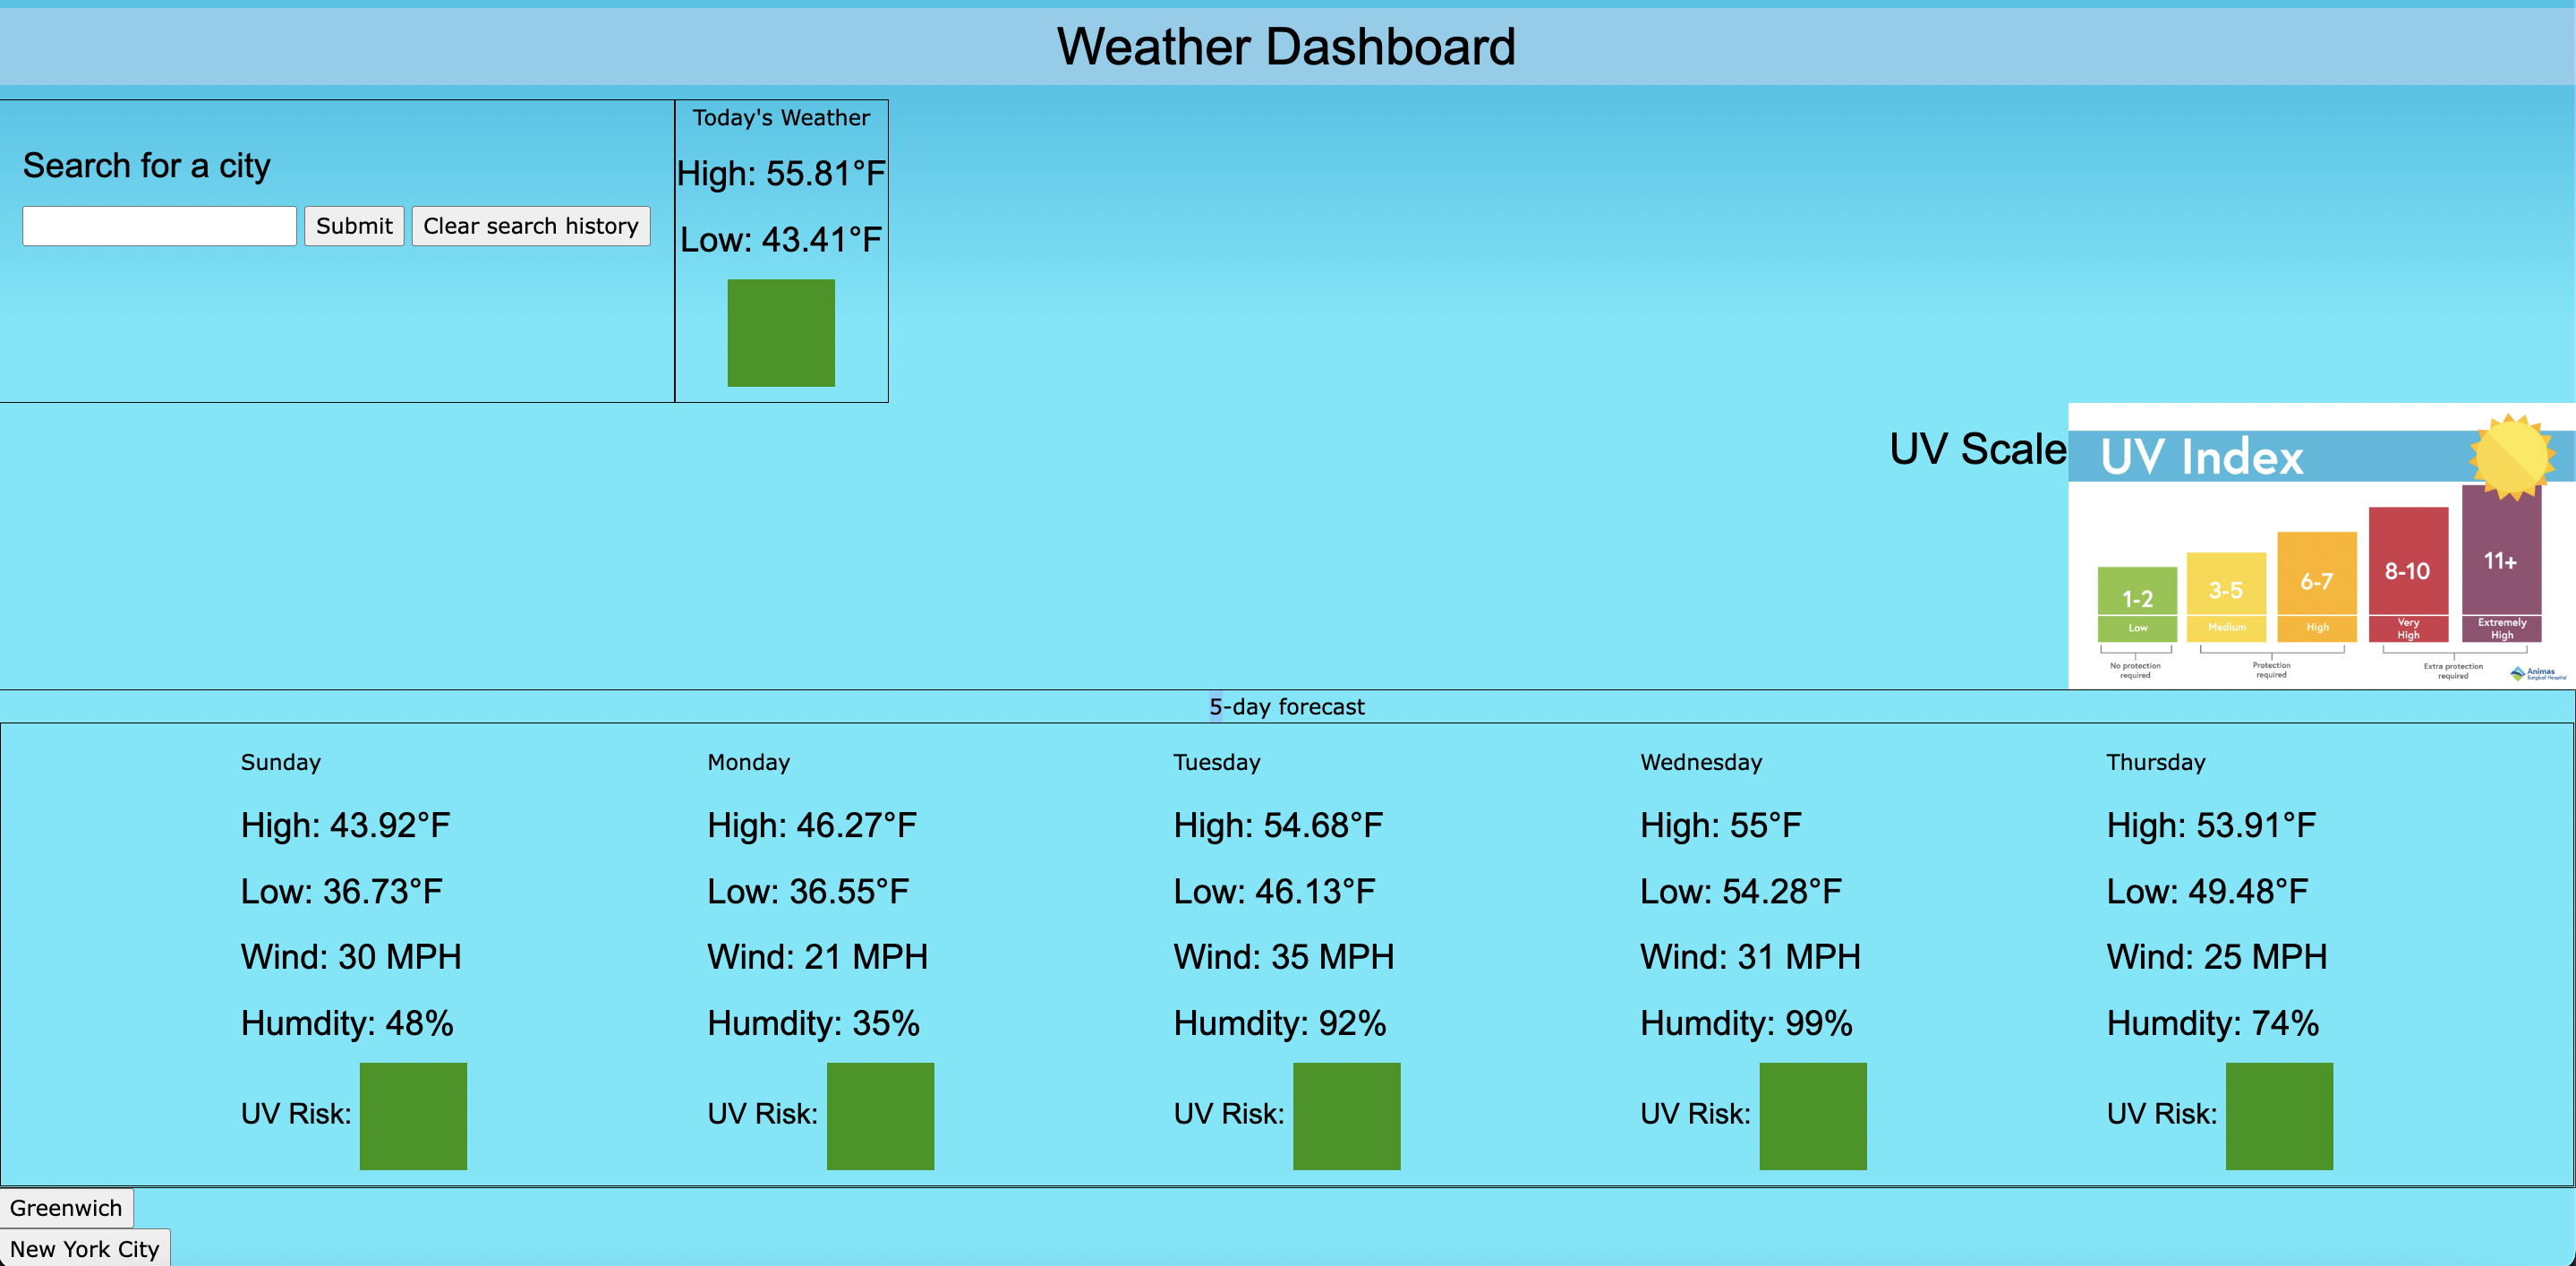 Weather Dashboard
Search for a city
Submit Clear search history
Today's Weather
High: 55.81°F
Low: 43.41°F
UV Scale
UV Index
1-2
Low
3-5
Medium
6-7
High
8-10
Very
High
11+
Extremely
High
No protection
required
Protection
required
Extra protection
required
Animas
Surgical Hospital
5-day forecast
Sunday
High: 43.92°F
Low: 36.73°F
Wind: 30 MPH
Humdity: 48%
UV Risk:
Monday
High: 46.27°F
Low: 36.55°F
Wind: 21 MPH
Humdity: 35%
UV Risk:
Tuesday
High: 54.68°F
Low: 46.13°F
Wind: 35 MPH
Humdity: 92%
UV Risk:
Wednesday
High: 55°F
Low: 54.28°F
Wind: 31 MPH
Humdity: 99%
UV Risk:
Thursday
High: 53.91°F
Low: 49.48°F
Wind: 25 MPH
Humdity: 74%
UV Risk:
Greenwich
New York City